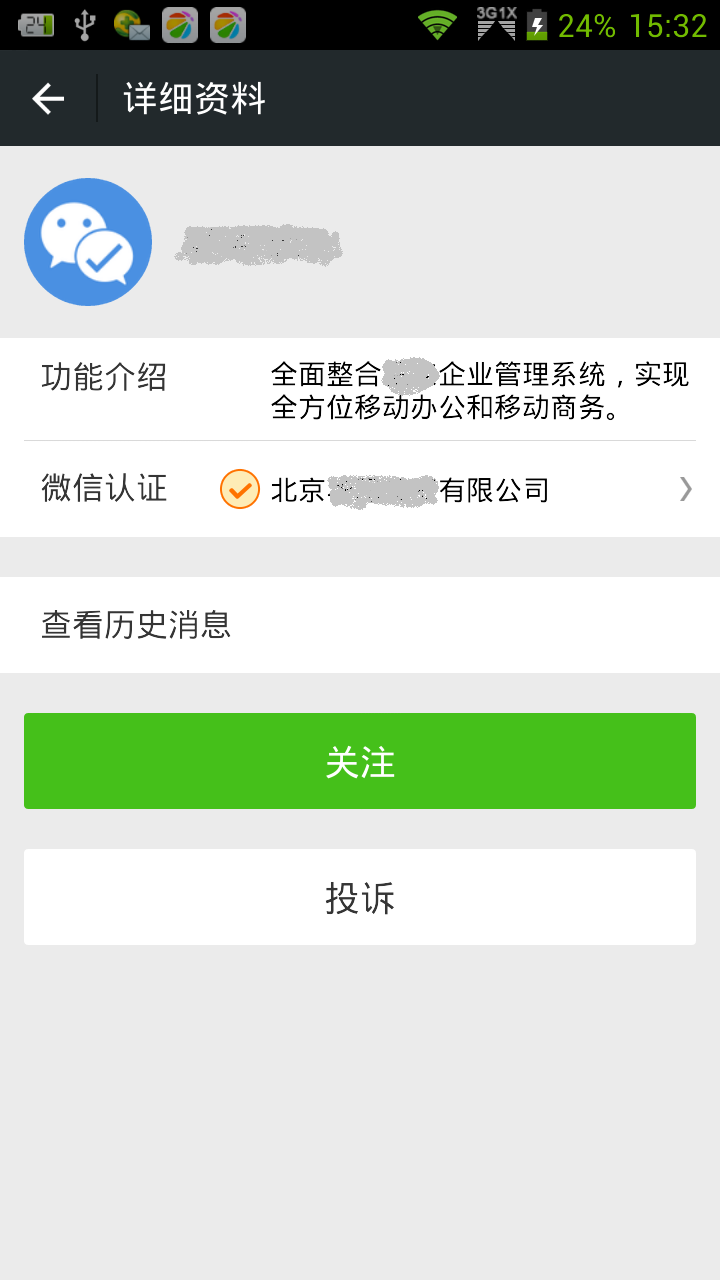 24
3G1X
24% 15:32
详细资料
功能介绍
全面整合企业管理系统，实现
全方位移动办公和移动商务。
微信认证
北京有限公司
查看历史消息
关注
投诉